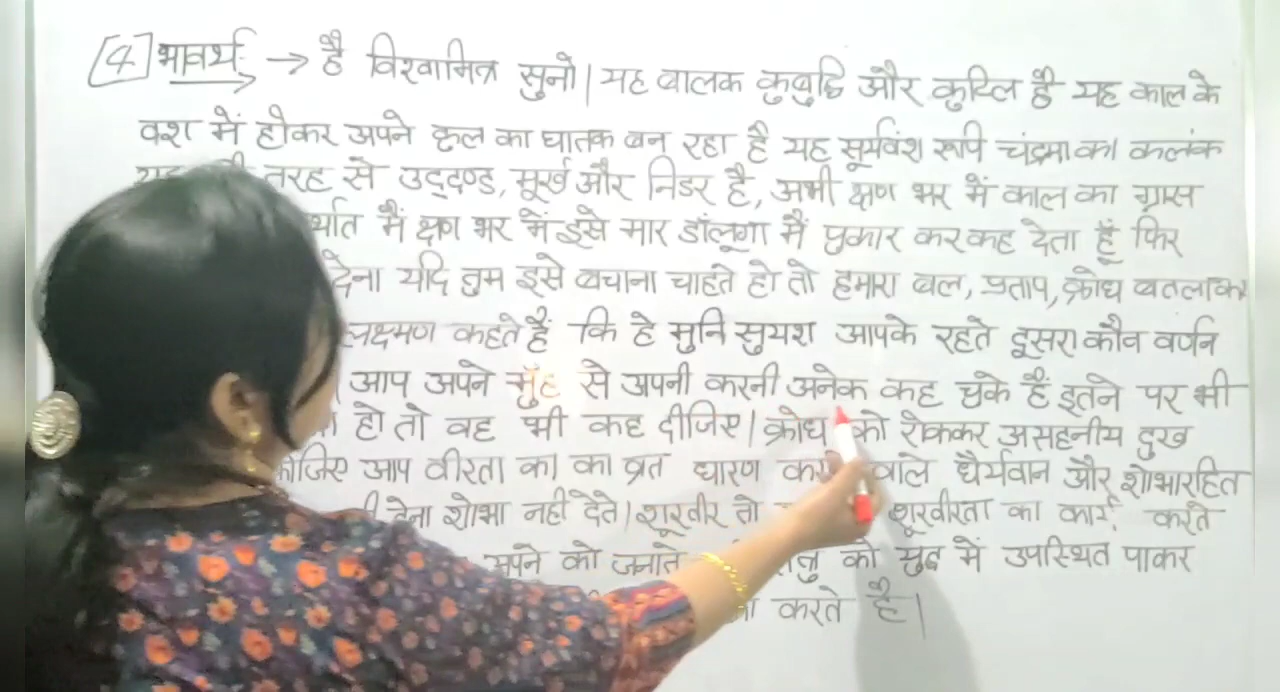 [4] भावर्थ → है विश्वामित्र सुनो। यह बालक कुबुद्धि और कुटिल है यह काल के
वश में होकर अपने कुल का घातक बन रहा है यह सूर्यवंश रूपि चंद्रमा का कलंक
तरह से उद्दण्ड, मूर्ख और निडर है, अभी क्षण भर में काल का ग्रास
मैं क्षण भर में इसे मार डॉलूगा मैं पुकार कर कह देता हूँ फिर
देना यदि तुम इसे बचाना चाहते हो तो हमारा बल, प्रताप, क्रोध बतलाकर
लक्ष्मण कहते हैं कि हे मुनि सुयश आपके रहते दूसरा कौन वर्णन
आप अपने मुँह से अपनी करनी अनेक कह चुके हैं इतने पर भी
हो तो वह भी कह दीजिए। क्रोध को रोककर असहनीय दुख
आप वीरता का का व्रत धारण वाले धैर्यवान और शोभारहित
देना शोभा नही देते। शूरवीर तो शूरवीरता का कार्य करते
को जनाते को युद्ध में उपस्थित पाकर
करते है।